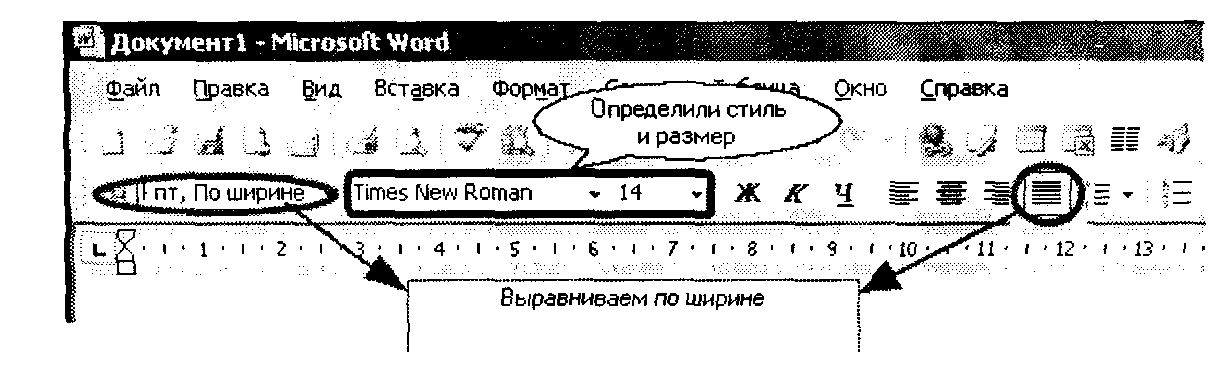 Документ1 - Microsoft Word
Файл Правка Вид Вставка Формат Окно Справка
Определили стиль
и размер
пт, По ширине Times New Roman 14 Ж К Ч
1 2 3 4 5 6 7 8 9 10 11 12 13
Выравниваем по ширине